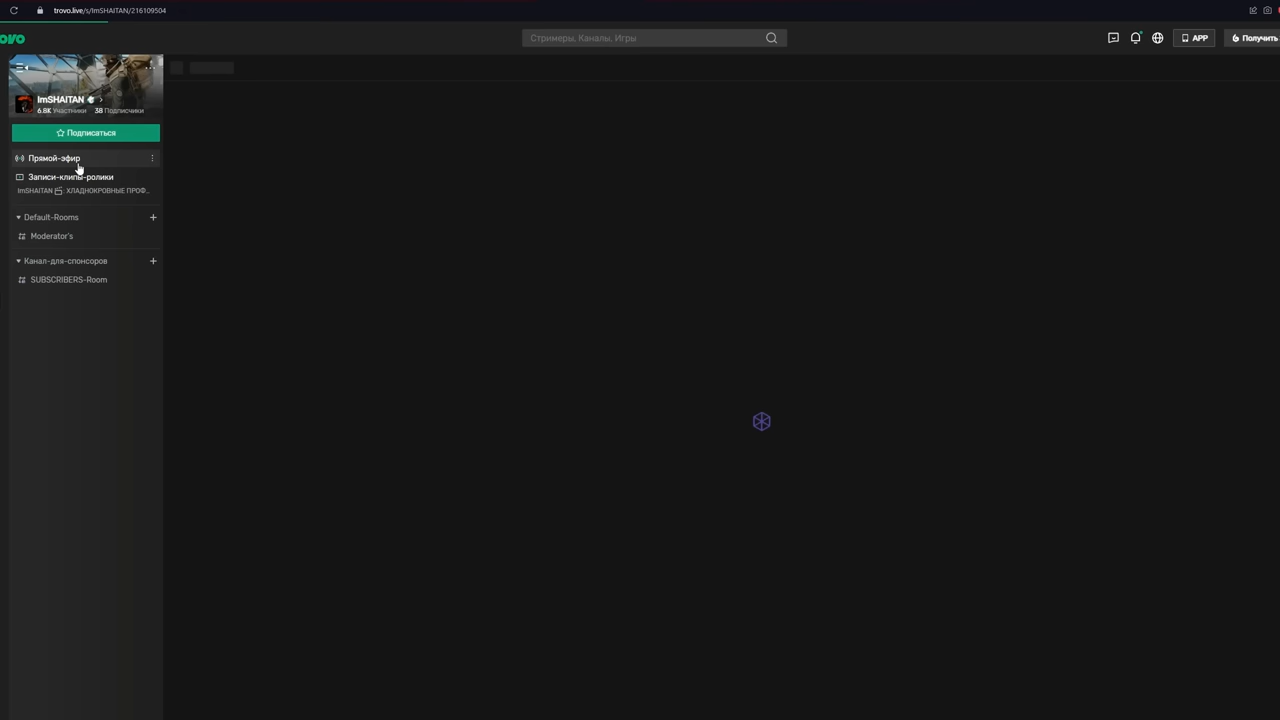 trovo.live/s/ImSHAITAN/216109504
ovo
Стримеры, Каналы, Игры
APP
Получить
ImSHAITAN
6.8K Участники 38 Подписчики
Подписаться
Прямой-эфир
Записи-клипы-ролики
ImSHAITAN ХЛАДНОКРОВНЫЕ ПРОФ...
Default-Rooms
Moderator's
Канал-для-спонсоров
SUBSCRIBERS-Room